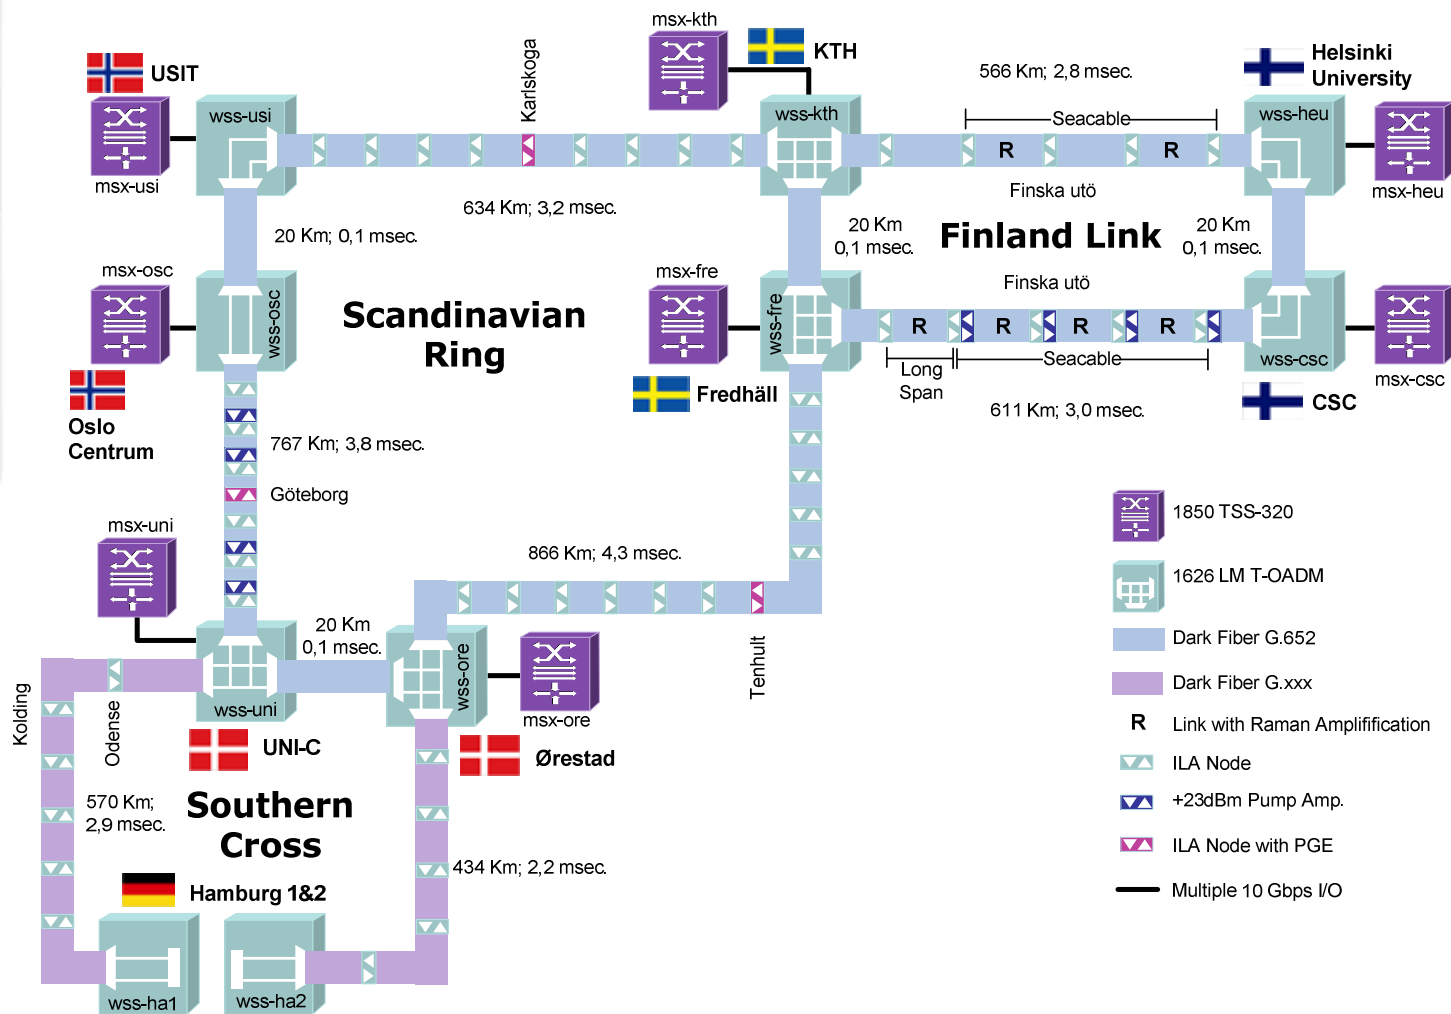 msx-kth
USIT
Karlskoga
KTH
Helsinki
University
566 Km; 2,8 msec.
wss-usi
wss-kth
Seacable
wss-heu
R
R
msx-usi
msx-heu
634 Km; 3,2 msec.
Finska utö
20 Km; 0,1 msec.
20 Km
0,1 msec.
Finland Link
20 Km
0,1 msec.
msx-osc
wss-osc
Scandinavian
Ring
msx-fre
wss-fre
Finska utö
R
R
R
R
Long
Span
Seacable
wss-csc
msx-csc
Oslo
Centrum
Fredhäll
611 Km; 3,0 msec.
CSC
767 Km; 3,8 msec.
Göteborg
msx-uni
866 Km; 4,3 msec.
1850 TSS-320
1626 LM T-OADM
20 Km
0,1 msec.
Dark Fiber G.652
Kolding
Odense
wss-uni
wss-ore
msx-ore
Tenhult
Dark Fiber G.xxx
UNI-C
Ørestad
R
Link with Raman Amplifification
ILA Node
570 Km;
2,9 msec.
Southern
Cross
+23dBm Pump Amp.
ILA Node with PGE
434 Km; 2,2 msec.
Hamburg 1&2
Multiple 10 Gbps I/O
wss-ha1
wss-ha2